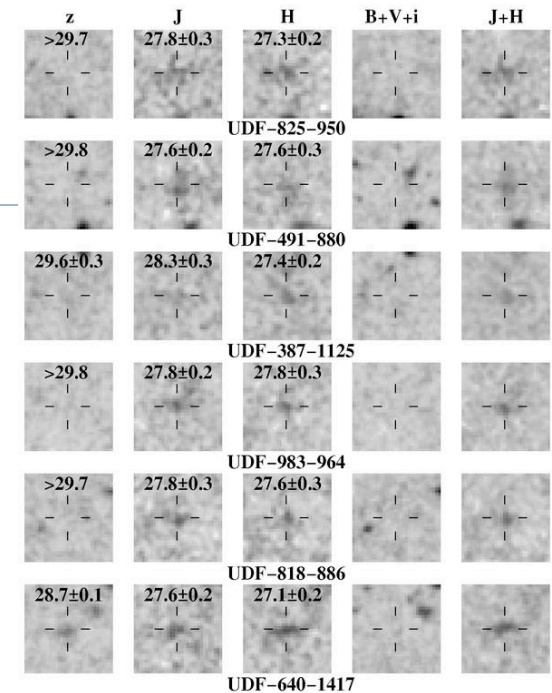 z J H B+V+i J+H
>29.7 27.8±0.3 27.3±0.2
UDF−825−950
>29.8 27.6±0.2 27.6±0.3
UDF−491−880
29.6±0.3 28.3±0.3 27.4±0.2
UDF−387−1125
>29.8 27.8±0.2 27.8±0.3
UDF−983−964
>29.7 27.8±0.3 27.6±0.3
UDF−818−886
28.7±0.1 27.6±0.2 27.1±0.2
UDF−640−1417